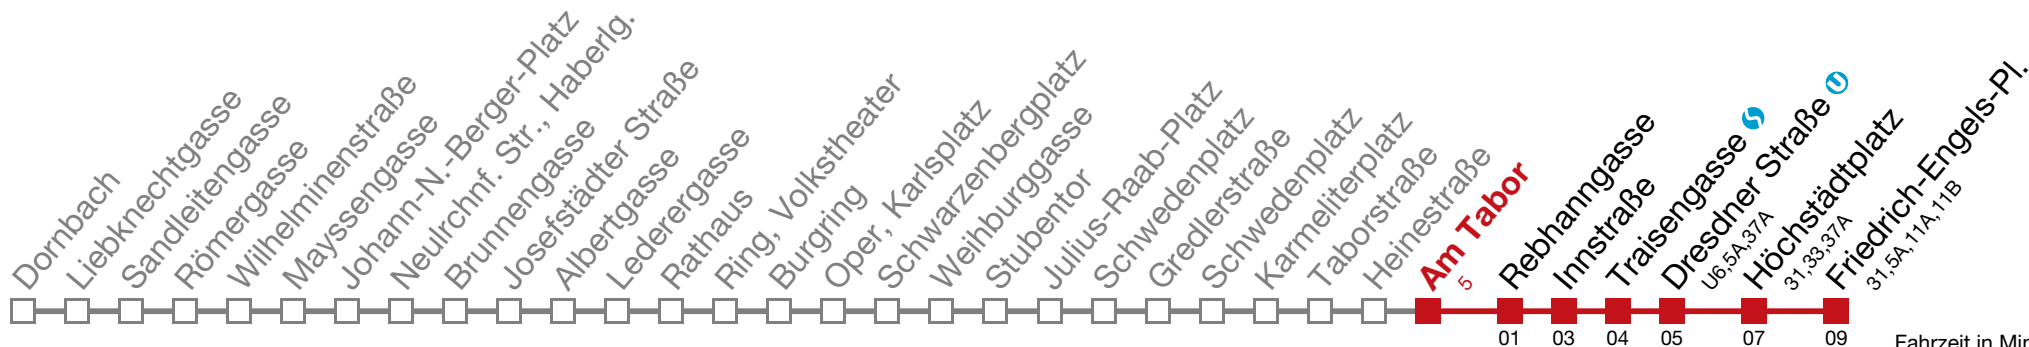 Dornbach
Liebknechtgasse
Sandleitengasse
Römergasse
Wilhelminenstraße
Mayssengasse
Johann-N.-Berger-Platz
Neulrchnf. Str., Haberlg.
Brunnengasse
Josefstädter Straße
Albertgasse
Lederergasse
Rathaus
Ring, Volkstheater
Burgring
Oper, Karlsplatz
Schwarzenbergplatz
Weihburggasse
Stubentor
Julius-Raab-Platz
Schwedenplatz
Gredlerstraße
Schwedenplatz
Karmeliterplatz
Taborstraße
Heinestraße
Am Tabor
5
Rebhanngasse
Innstraße
Traisengasse S
Dresdner Straße U
U6,5A,37A
Höchstädtplatz
31,33,37A
Friedrich-Engels-Pl.
31,5A,11A,11B
01 03 04 05 07 09
Fahrzeit in Min